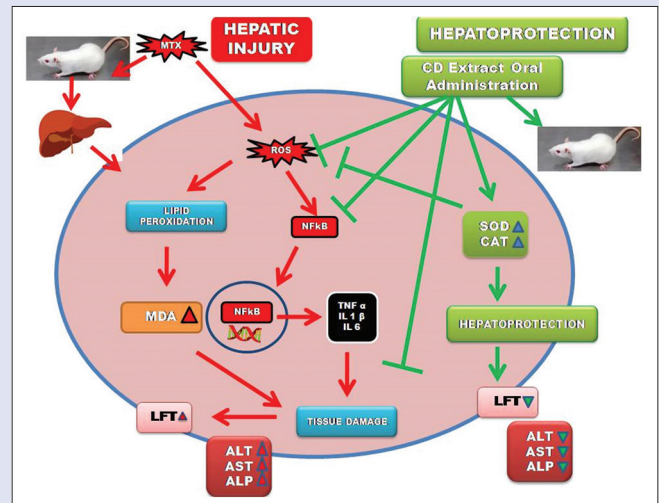 MTX
HEPATIC
INJURY
HEPATOPROTECTION
CD Extract Oral
Administration
ROS
LIPID
PEROXIDATION
NFkB
SOD
CAT
MDA
NFkB
TNF α
IL 1 β
IL 6
HEPATOPROTECTION
LFT
TISSUE DAMAGE
LFT
ALT
AST
ALP
ALT
AST
ALP